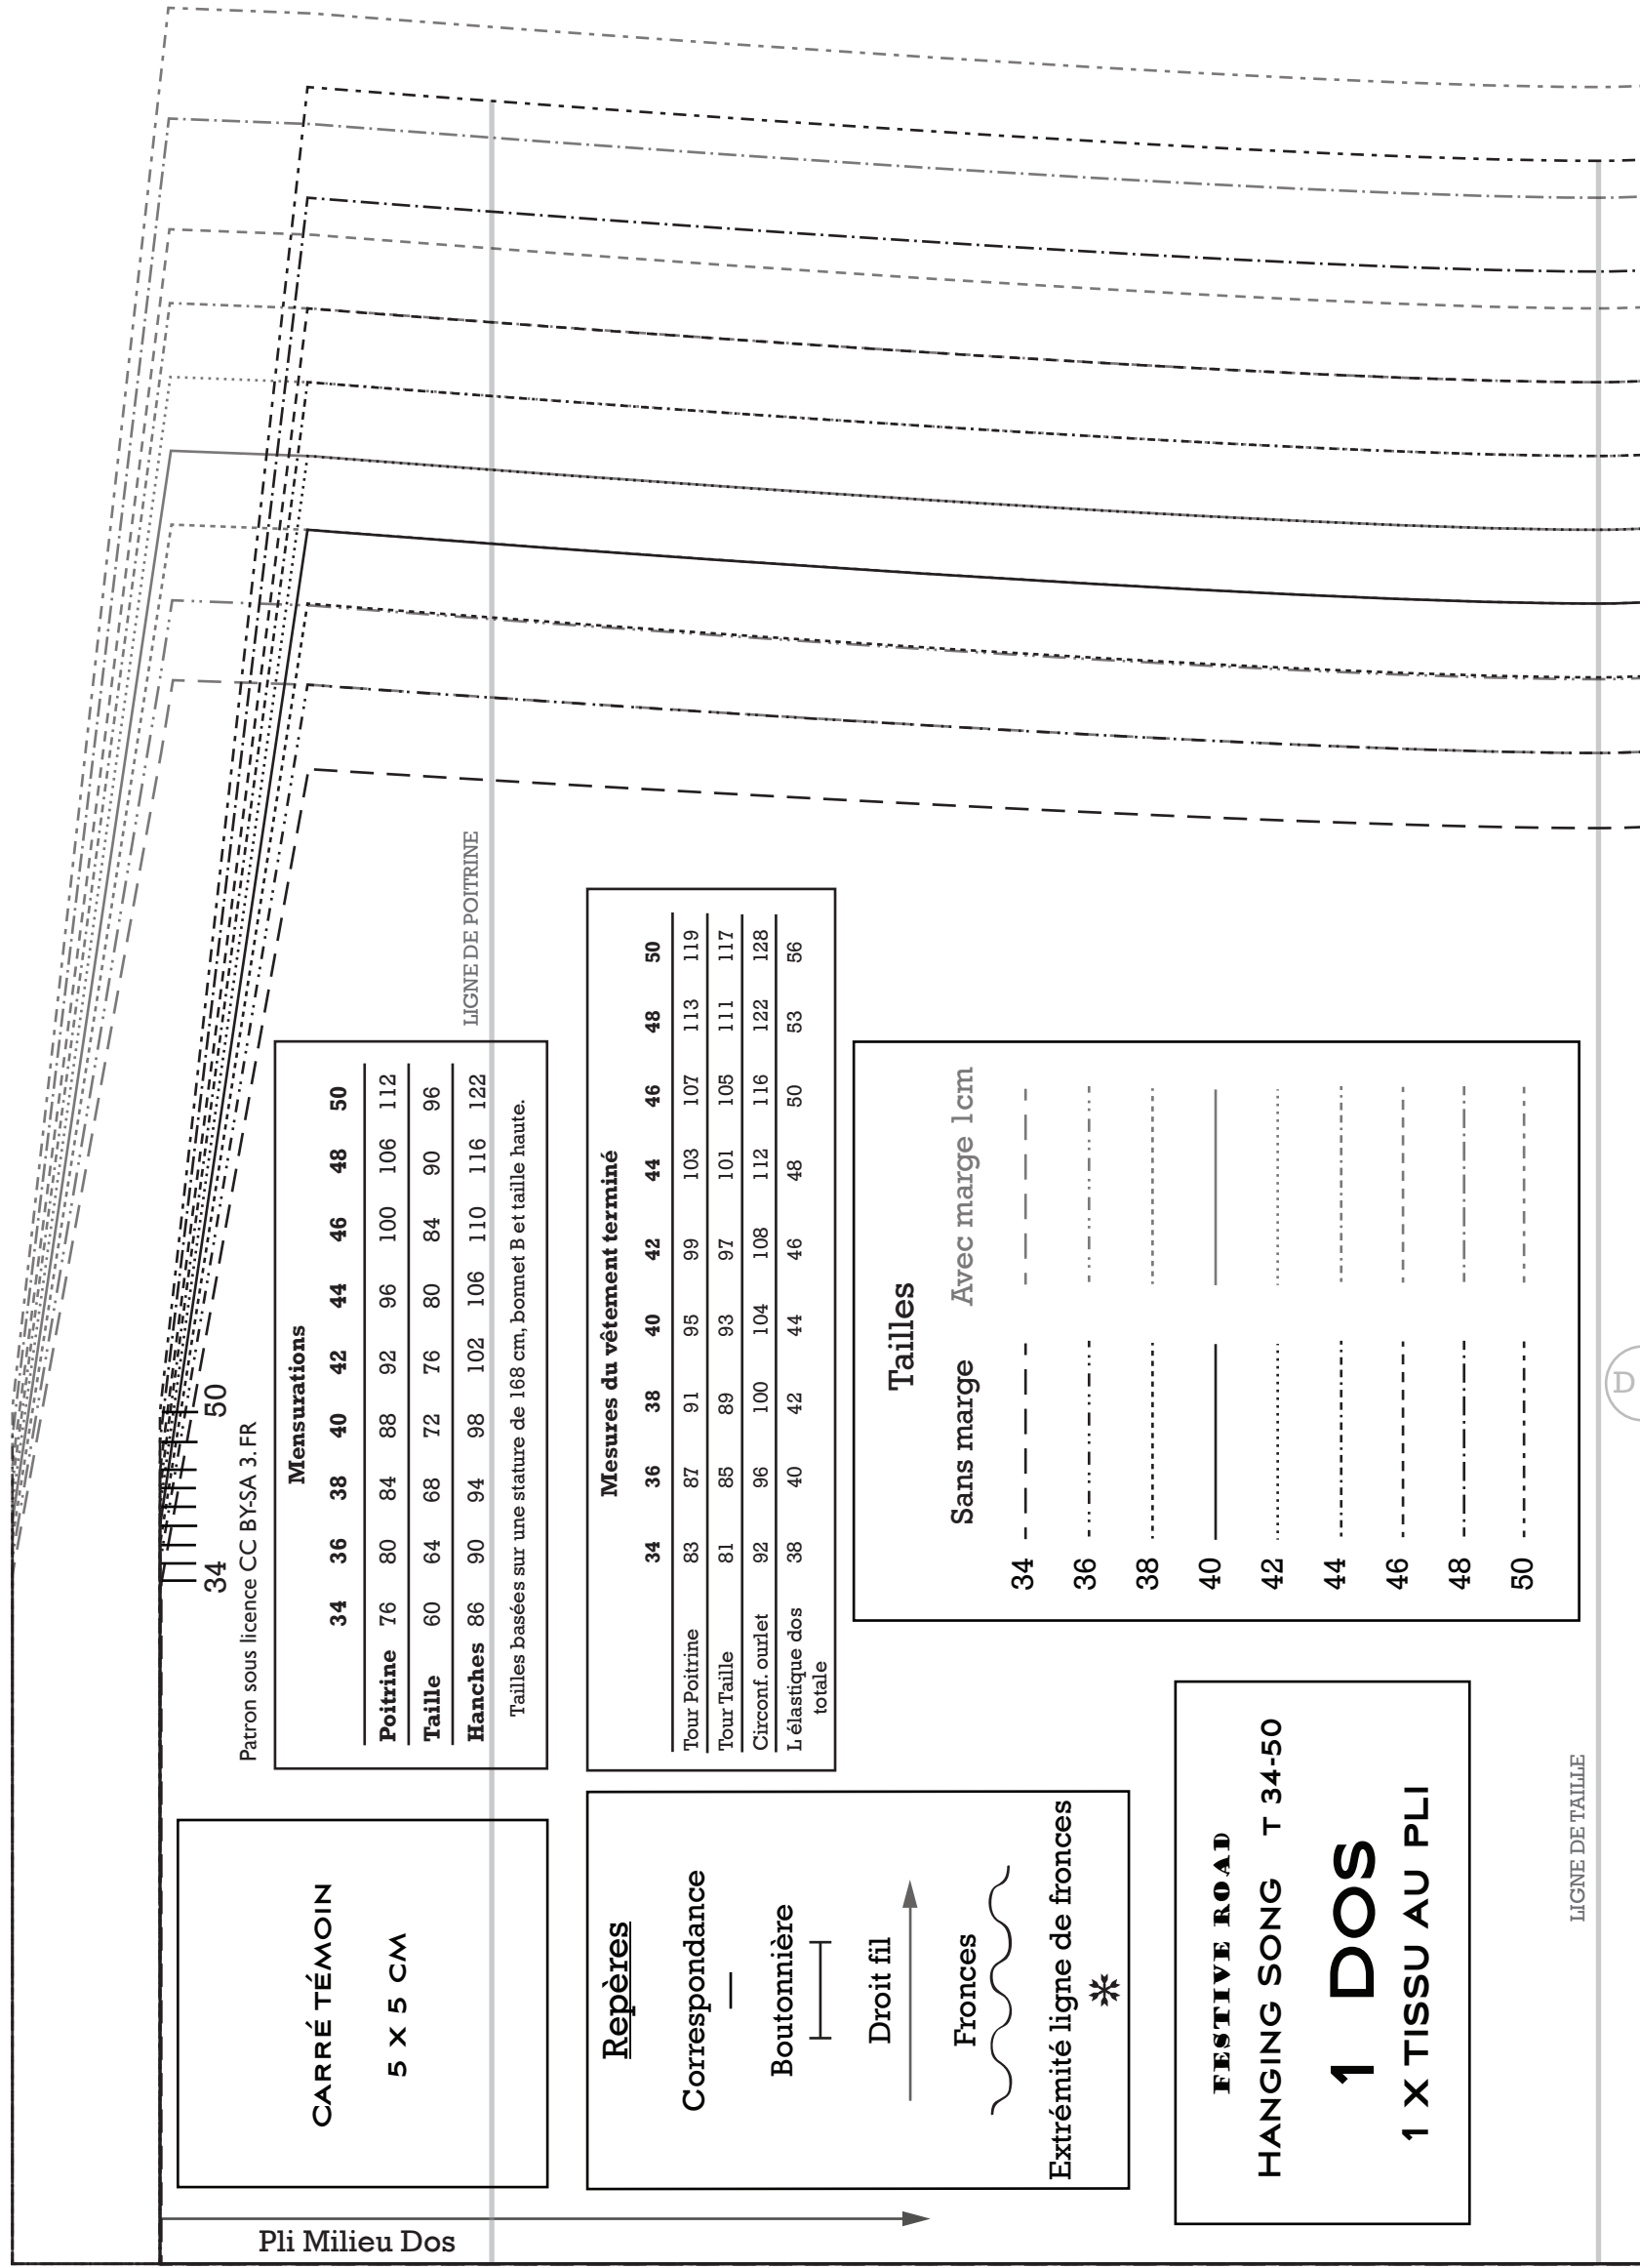 34 50
Patron sous licence CC BY-SA 3. FR
CARRÉ TÉMOIN
5 X 5 CM
Pli Milieu Dos
Mensurations
34 36 38 40 42 44 46 48 50
Poitrine 76 80 84 88 92 96 100 106 112
Taille 60 64 68 72 76 80 84 90 96
Hanches 86 90 94 98 102 106 110 116 122
Tailles basées sur une stature de 168 cm, bonnet B et taille haute.
LIGNE DE POITRINE
Repères
Correspondance
Boutonnière
Droit fil
Fronces
Extrémité ligne de fronces
Mesures du vêtement terminé
34 36 38 40 42 44 46 48 50
Tour Poitrine 83 87 91 95 99 103 107 113 119
Tour Taille 81 85 89 93 97 101 105 111 117
Circonf. ourlet 92 96 100 104 108 112 116 122 128
L élastique dos 38 40 42 44 46 48 50 53 56
totale
Tailles
Sans marge Avec marge 1cm
34
36
38
40
42
44
46
48
50
FESTIVE ROAD
HANGING SONG T 34-50
1 DOS
1 X TISSU AU PLI
LIGNE DE TAILLE
D